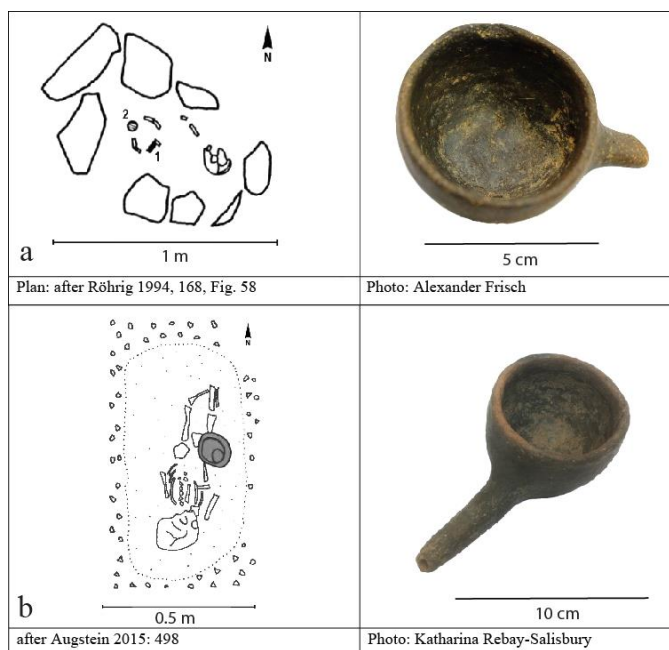 N
2
1
a
1 m
5 cm
Plan: after Röhrig 1994, 168, Fig. 58
Photo: Alexander Frisch
N
b
0.5 m
10 cm
after Augstein 2015: 498
Photo: Katharina Rebay-Salisbury